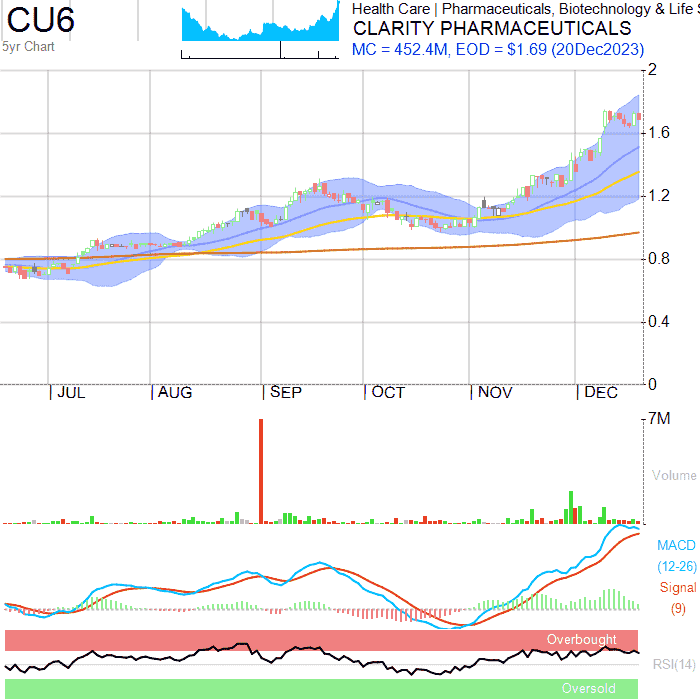 CU6
5yr Chart
Health Care | Pharmaceuticals, Biotechnology & Life S
CLARITY PHARMACEUTICALS
MC = 452.4M, EOD = $1.69 (20Dec2023)
2
1.6
1.2
0.8
0.4
0
JUL AUG SEP OCT NOV DEC
7M
Volume
MACD
(12-26)
Signal
(9)
Overbought
RSI(14)
Oversold